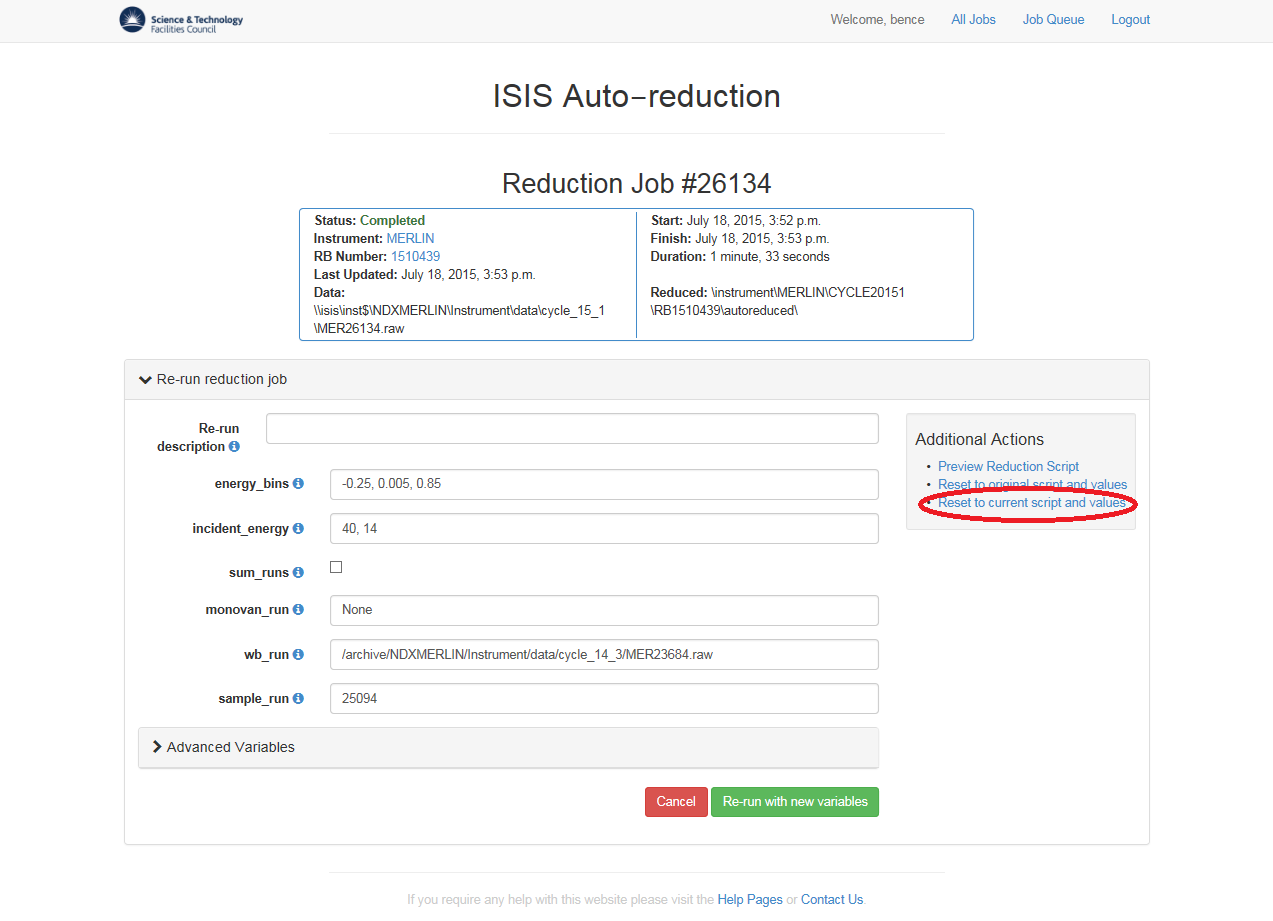 Science & Technology
Facilities Council
Welcome, bence
All Jobs
Job Queue
Logout
ISIS Auto-reduction
Reduction Job #26134
Status: Completed
Instrument: MERLIN
RB Number: 1510439
Last Updated: July 18, 2015, 3:53 p.m.
Data:
\\isis\inst$\NDXMERLIN\Instrument\data\cycle_15_1
\MER26134.raw
Start: July 18, 2015, 3:52 p.m.
Finish: July 18, 2015, 3:53 p.m.
Duration: 1 minute, 33 seconds
Reduced: \instrument\MERLIN\CYCLE20151
\RB1510439\autoreduced\
Re-run reduction job
Re-run
description
energy_bins
-0.25, 0.005, 0.85
incident_energy
40, 14
sum_runs
monovan_run
None
wb_run
/archive/NDXMERLIN/Instrument/data/cycle_14_3/MER23684.raw
sample_run
25094
Advanced Variables
Cancel
Re-run with new variables
Additional Actions
• Preview Reduction Script
• Reset to original script and values
• Reset to current script and values
If you require any help with this website please visit the Help Pages or Contact Us.